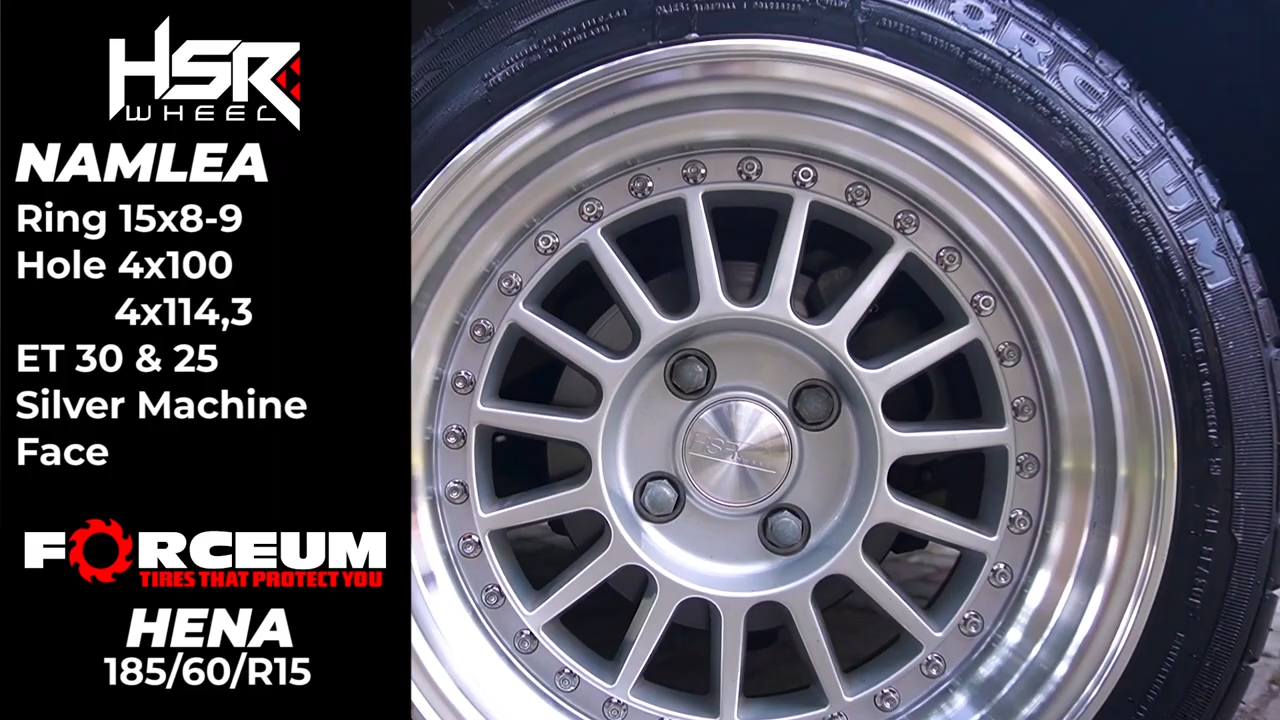 HSR
WHEEL
NAMLEA
Ring 15x8-9
Hole 4x100
4x114,3
ET 30 & 25
Silver Machine
Face
FORCEUM
TIRES THAT PROTECT YOU
HENA
185/60/R15
FORCEUM
HSR